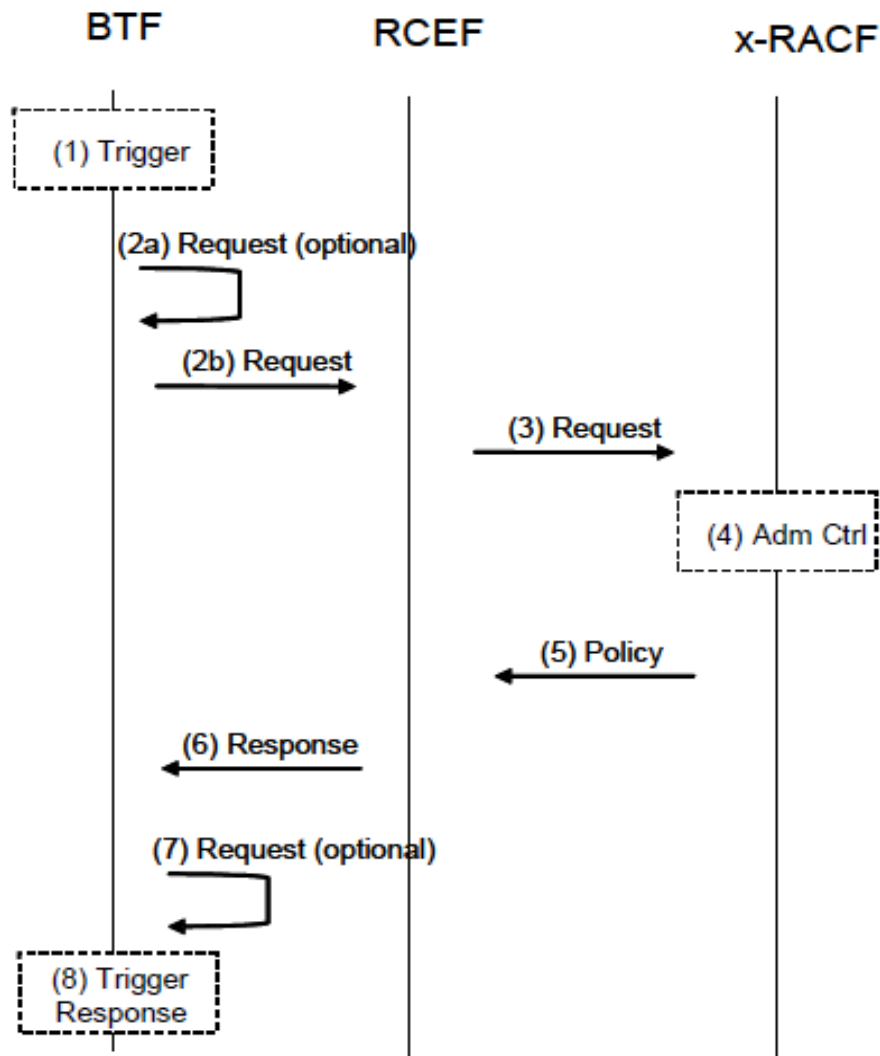 BTF RCEF x-RACF
(1) Trigger
(2a) Request (optional)
(2b) Request
(3) Request
(4) Adm Ctrl
(5) Policy
(6) Response
(7) Request (optional)
(8) Trigger
Response